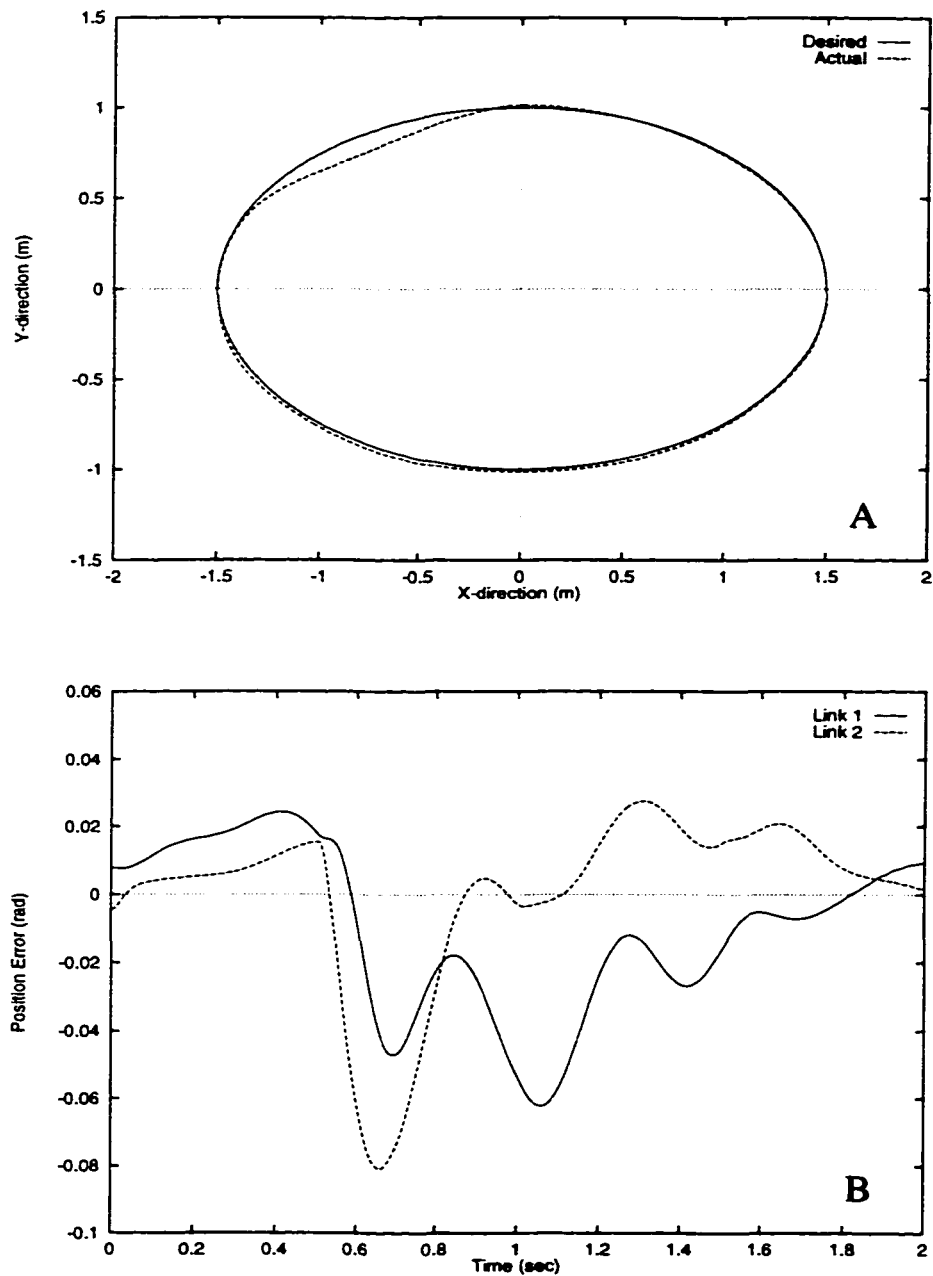 1.5
1
0.5
0
-0.5
-1
-1.5
Y-direction (m)
Desired
Actual
A
-2 -1.5 -1 -0.5 0 0.5 1 1.5 2
X-direction (m)
0.06
0.04
0.02
0
-0.02
-0.04
-0.06
-0.08
-0.1
Position Error (rad)
Link 1
Link 2
B
0 0.2 0.4 0.6 0.8 1 1.2 1.4 1.6 1.8 2
Time (sec)